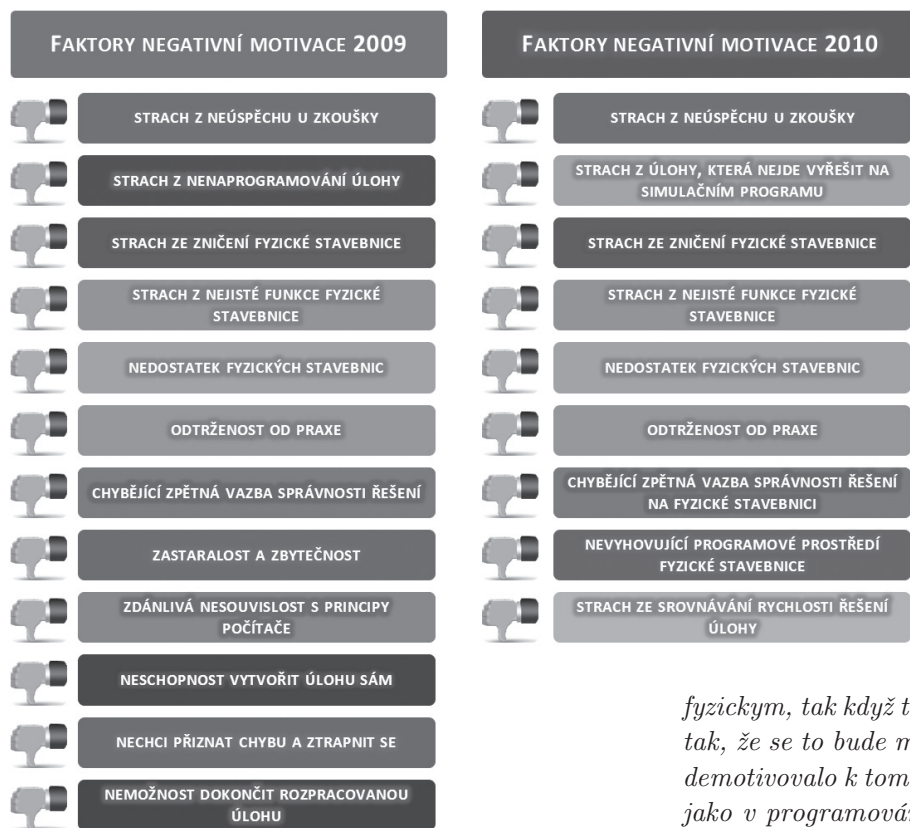 FAKTORY NEGATIVNÍ MOTIVACE 2009
STRACH Z NEÚSPĚCHU U ZKOUŠKY
STRACH Z NENAPROGRAMOVÁNÍ ÚLOHY
STRACH ZE ZNIČENÍ FYZICKÉ STAVEBNICE
STRACH Z NEJISTÉ FUNKCE FYZICKÉ
STAVEBNICE
NEDOSTATEK FYZICKÝCH STAVEBNIC
ODTRŽENOST OD PRAXE
CHYBĚJÍCÍ ZPĚTNÁ VAZBA SPRÁVNOSTI ŘEŠENÍ
ZASTARALOST A ZBYTEČNOST
ZDÁNLIVÁ NESOUVISLOST S PRINCIPY
POČÍTAČE
NESCHOPNOST VYTVOŘIT ÚLOHU SÁM
NECHCI PŘIZNAT CHYBU A ZTRAPNIT SE
NEMOŽNOST DOKONČIT ROZPRACOVANOU
ÚLOHU
FAKTORY NEGATIVNÍ MOTIVACE 2010
STRACH Z NEÚSPĚCHU U ZKOUŠKY
STRACH Z ÚLOHY, KTERÁ NEJDE VYŘEŠIT NA
SIMULAČNÍM PROGRAMU
STRACH ZE ZNIČENÍ FYZICKÉ STAVEBNICE
STRACH Z NEJISTÉ FUNKCE FYZICKÉ
STAVEBNICE
NEDOSTATEK FYZICKÝCH STAVEBNIC
ODTRŽENOST OD PRAXE
CHYBĚJÍCÍ ZPĚTNÁ VAZBA SPRÁVNOSTI ŘEŠENÍ
NA FYZICKÉ STAVEBNICI
NEVYHOVUJÍCÍ PROGRAMOVÉ PROSTŘEDÍ
FYZICKÉ STAVEBNICE
STRACH ZE SROVNÁVÁNÍ RYCHLOSTI ŘEŠENÍ
ÚLOHY
fyzickym, tak když t
tak, že se to bude m
demotivovalo k tom
jako v programován